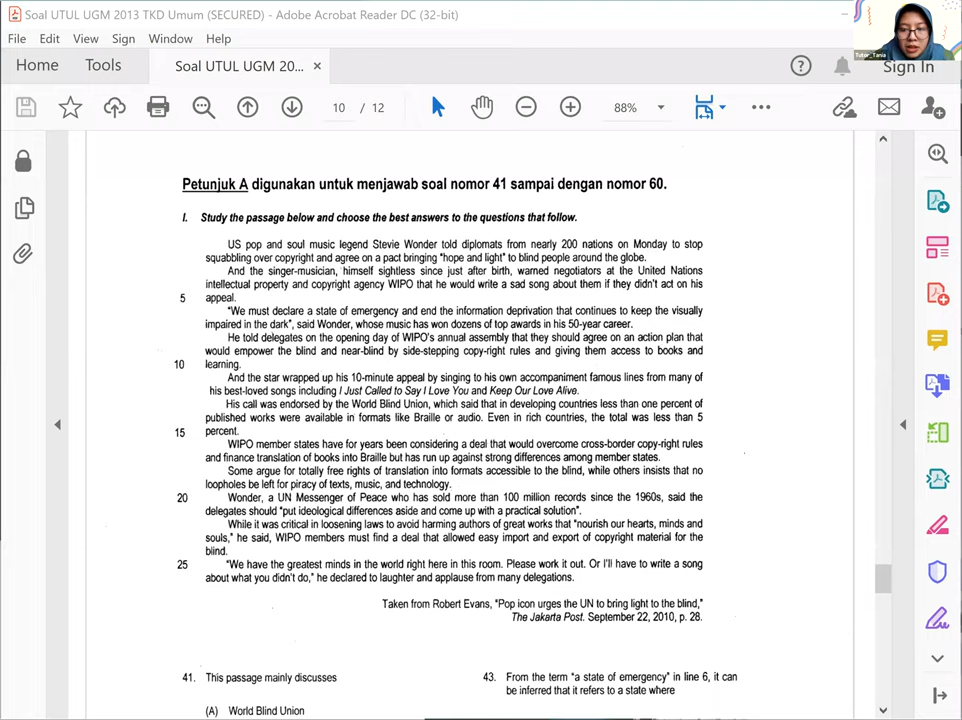 Soal UTUL UGM 2013 TKD Umum (SECURED) - Adobe Acrobat Reader DC (32-bit)
File Edit View Sign Window Help
Home Tools Soal UTUL UGM 20... × Sign In
10 / 12 88%
Tutor_Tania
Petunjuk A digunakan untuk menjawab soal nomor 41 sampai dengan nomor 60.
I. Study the passage below and choose the best answers to the questions that follow.
US pop and soul music legend Stevie Wonder told diplomats from nearly 200 nations on Monday to stop
squabbling over copyright and agree on a pact bringing "hope and light" to blind people around the globe.
And the singer-musician, himself sightless since just after birth, warned negotiators at the United Nations
intellectual property and copyright agency WIPO that he would write a sad song about them if they didn't act on his
5 appeal.
"We must declare a state of emergency and end the information deprivation that continues to keep the visually
impaired in the dark", said Wonder, whose music has won dozens of top awards in his 50-year career.
He told delegates on the opening day of WIPO's annual assembly that they should agree on an action plan that
would empower the blind and near-blind by side-stepping copy-right rules and giving them access to books and
10 learning.
And the star wrapped up his 10-minute appeal by singing to his own accompaniment famous lines from many of
his best-loved songs including I Just Called to Say I Love You and Keep Our Love Alive.
His call was endorsed by the World Blind Union, which said that in developing countries less than one percent of
published works were available in formats like Braille or audio. Even in rich countries, the total was less than 5
15 percent.
WIPO member states have for years been considering a deal that would overcome cross-border copy-right rules
and finance translation of books into Braille but has run up against strong differences among member states.
Some argue for totally free rights of translation into formats accessible to the blind, while others insists that no
loopholes be left for piracy of texts, music, and technology.
20 Wonder, a UN Messenger of Peace who has sold more than 100 million records since the 1960s, said the
delegates should "put ideological differences aside and come up with a practical solution".
While it was critical in loosening laws to avoid harming authors of great works that "nourish our hearts, minds and
souls," he said, WIPO members must find a deal that allowed easy import and export of copyright material for the
blind.
25 "We have the greatest minds in the world right here in this room. Please work it out. Or I'll have to write a song
about what you didn't do," he declared to laughter and applause from many delegations.
Taken from Robert Evans, "Pop icon urges the UN to bring light to the blind,"
The Jakarta Post. September 22, 2010, p. 28.
41. This passage mainly discusses
(A) World Blind Union
43. From the term "a state of emergency" in line 6, it can
be inferred that it refers to a state where